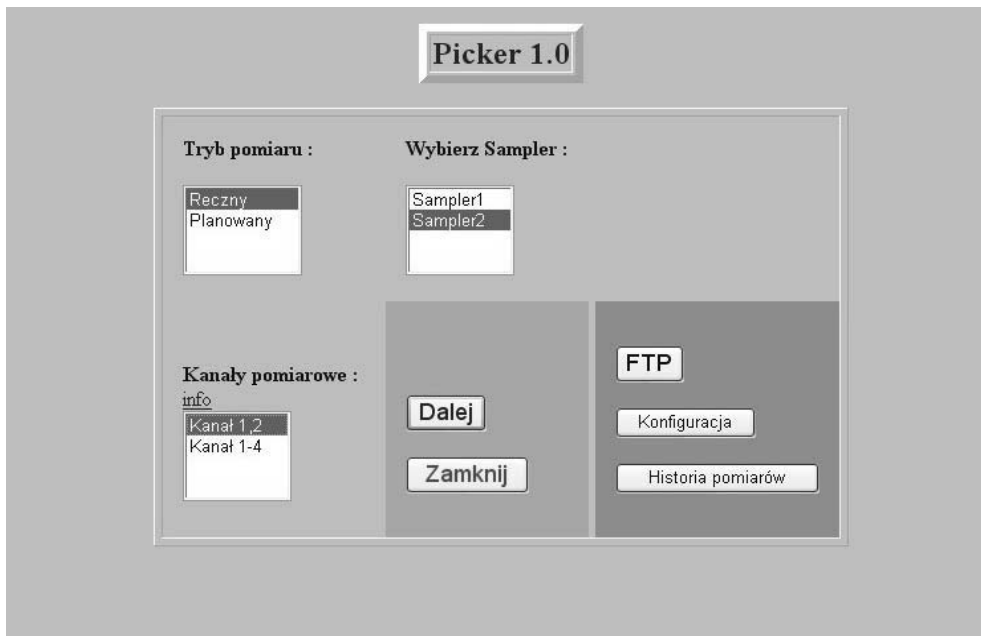 Picker 1.0
Tryb pomiaru :
Wybierz Sampler :
Reczny
Planowany
Sampler1
Sampler2
Kanały pomiarowe :
info
Kanał 1,2
Kanał 1-4
Dalej
Zamknij
FTP
Konfiguracja
Historia pomiarów